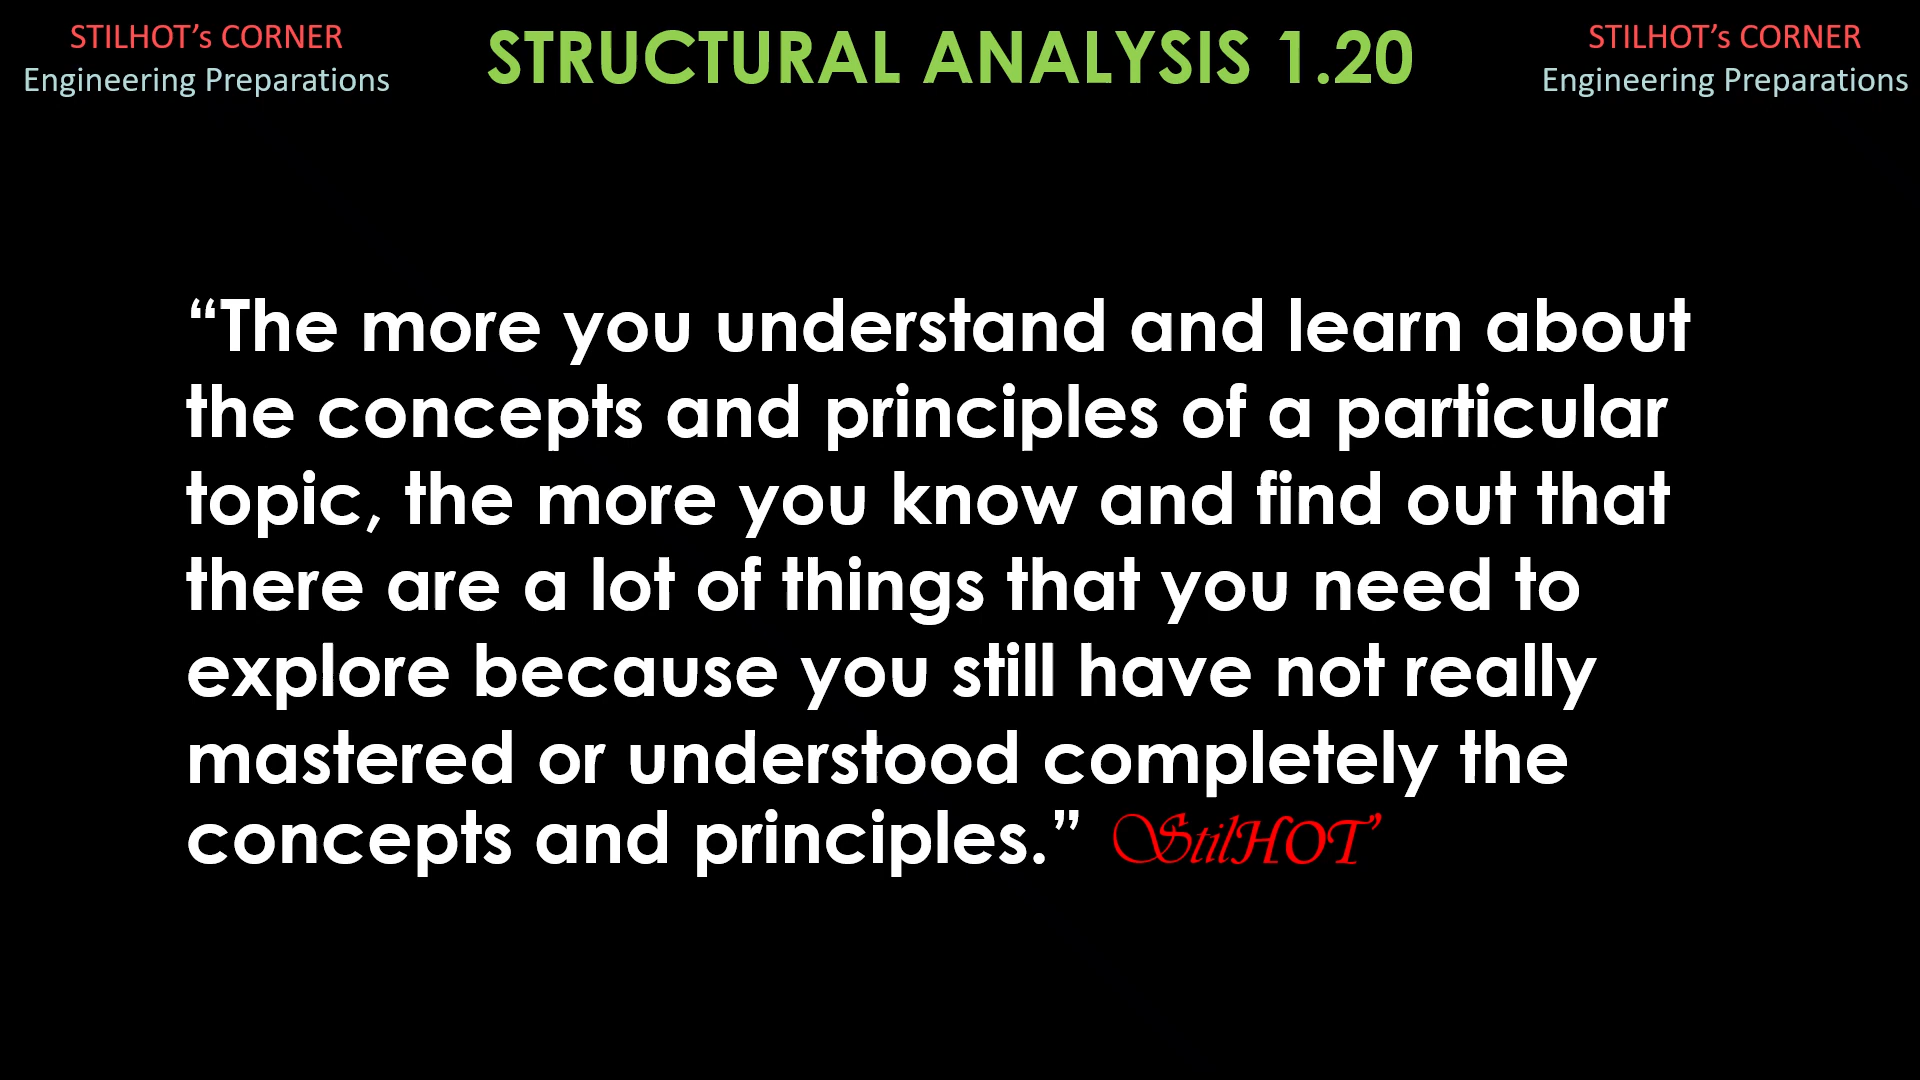 STILHOT’s CORNER
Engineering Preparations
STRUCTURAL ANALYSIS 1.20
STILHOT’s CORNER
Engineering Preparations
“The more you understand and learn about
the concepts and principles of a particular
topic, the more you know and find out that
there are a lot of things that you need to
explore because you still have not really
mastered or understood completely the
concepts and principles.” StilHOT’